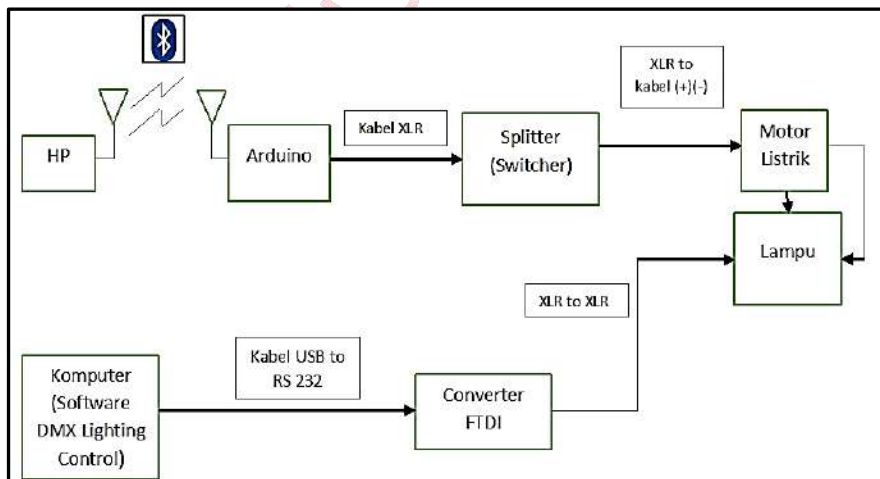 XLR to
kabel (+)(-)
Kabel XLR
HP
Arduino
Splitter
(Switcher)
Motor
Listrik
Lampu
XLR to XLR
Kabel USB to
RS 232
Komputer
(Software
DMX Lighting
Control)
Converter
FTDI